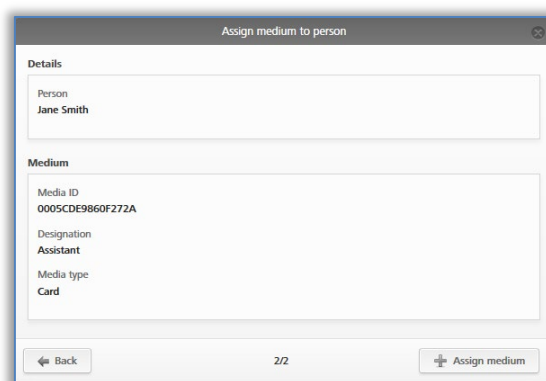 Assign medium to person
Details
Person
Jane Smith
Medium
Media ID
0005CDE9860F272A
Designation
Assistant
Media type
Card
Back 2/2 Assign medium